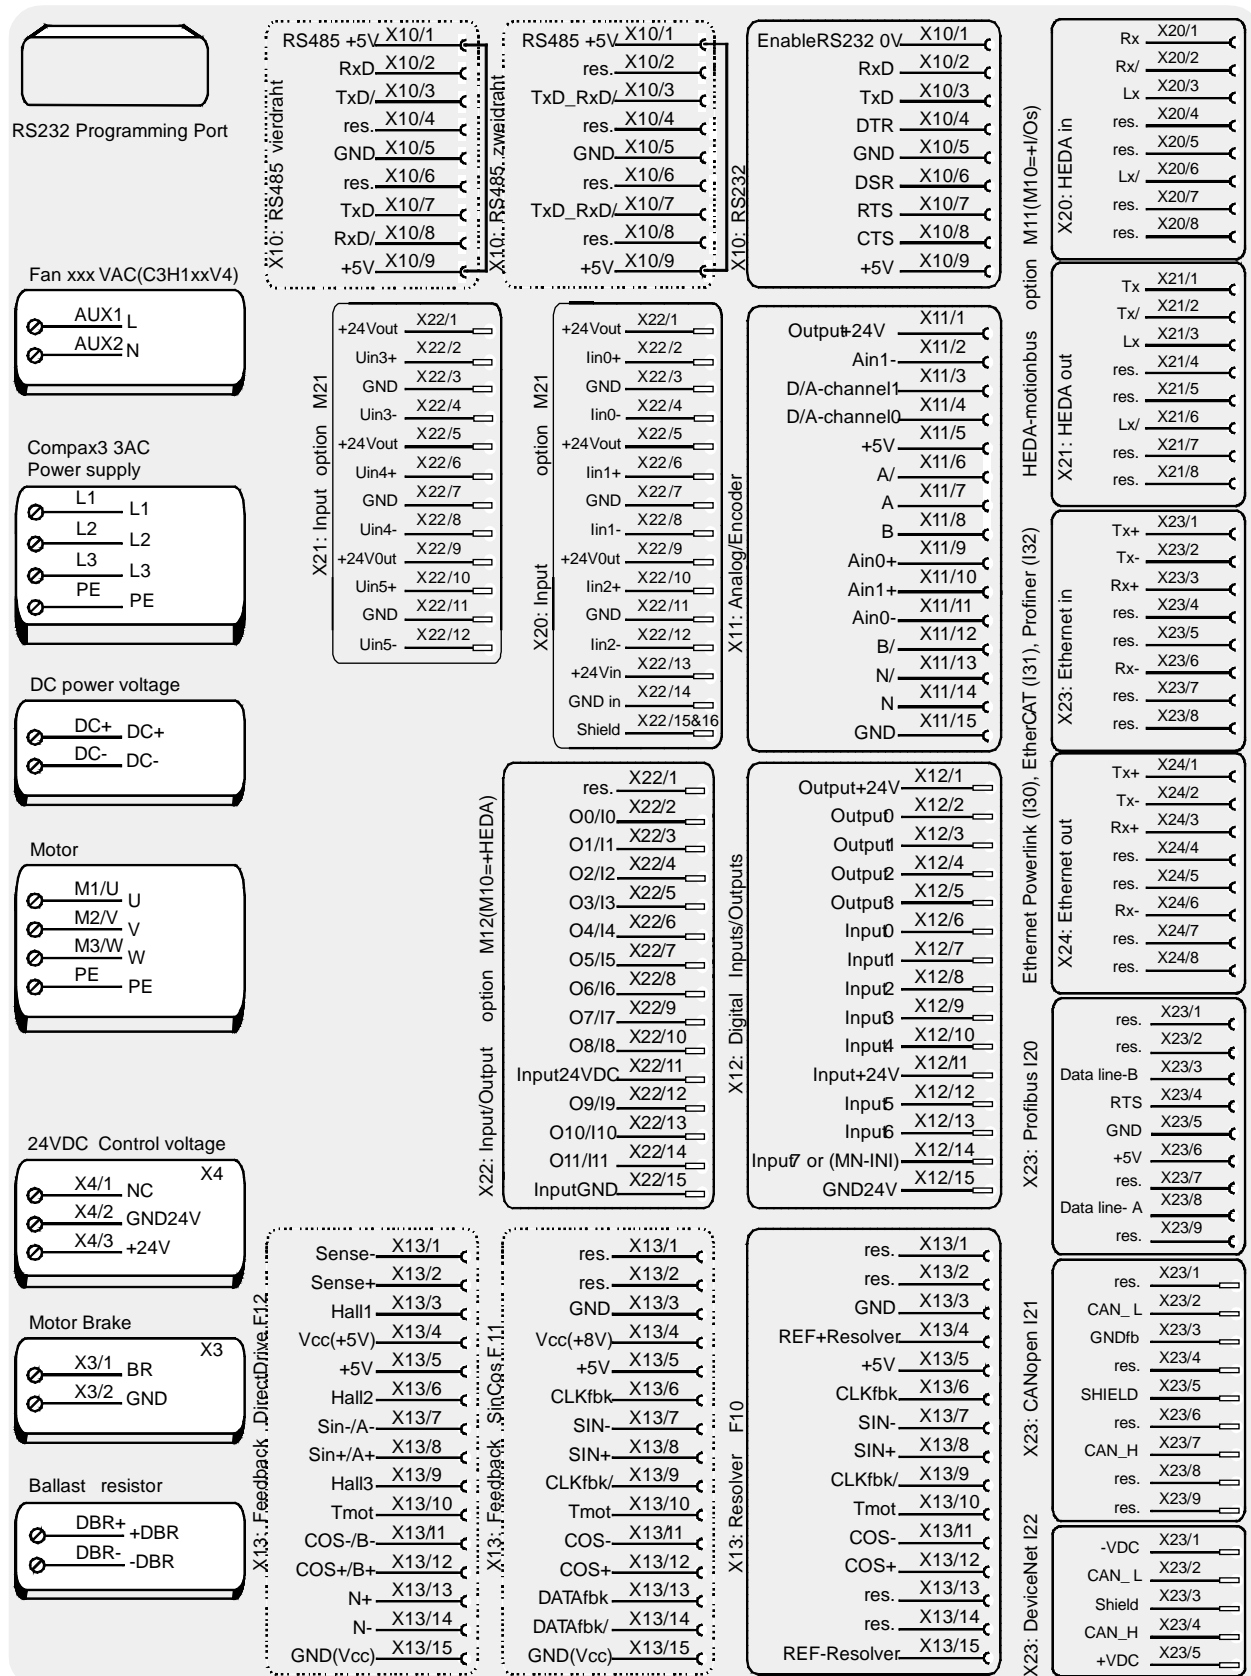 RS232 Programming Port
Fan xxx VAC(C3H1xxV4)
AUX1 L
AUX2 N
Compax3 3AC
Power supply
L1 L1
L2 L2
L3 L3
PE PE
DC power voltage
DC+ DC+
DC- DC-
Motor
M1/U U
M2/V V
M3/W W
PE PE
24VDC Control voltage
X4
X4/1 NC
X4/2 GND24V
X4/3 +24V
Motor Brake
X3
X3/1 BR
X3/2 GND
Ballast resistor
DBR+ +DBR
DBR- -DBR
X10: RS485 vierdraht
RS485 +5V X10/1
RxD X10/2
TxD/ X10/3
res. X10/4
GND X10/5
res. X10/6
TxD X10/7
RxD/ X10/8
+5V X10/9
X10: RS485 zweidraht
RS485 +5V X10/1
res. X10/2
TxD_RxD/ X10/3
res. X10/4
GND X10/5
res. X10/6
TxD_RxD/ X10/7
res. X10/8
+5V X10/9
X10: RS232
EnableRS232 0V X10/1
RxD X10/2
TxD X10/3
DTR X10/4
GND X10/5
DSR X10/6
RTS X10/7
CTS X10/8
+5V X10/9
X21: Input option M21
+24Vout X22/1
Uin3+ X22/2
GND X22/3
Uin3- X22/4
+24Vout X22/5
Uin4+ X22/6
GND X22/7
Uin4- X22/8
+24V0ut X22/9
Uin5+ X22/10
GND X22/11
Uin5- X22/12
X20: Input option M21
+24Vout X22/1
Iin0+ X22/2
GND X22/3
Iin0- X22/4
+24Vout X22/5
Iin1+ X22/6
GND X22/7
Iin1- X22/8
+24V0ut X22/9
Iin2+ X22/10
GND X22/11
Iin2- X22/12
+24Vin X22/13
GND in X22/14
Shield X22/15&16
X11: Analog/Encoder
Output+24V X11/1
Ain1- X11/2
D/A-channel1 X11/3
D/A-channel0 X11/4
+5V X11/5
A/ X11/6
A X11/7
B X11/8
Ain0+ X11/9
Ain1+ X11/10
Ain0- X11/11
B/ X11/12
N/ X11/13
N X11/14
GND X11/15
X22: Input/Output option M12(M10=+HEDA)
res. X22/1
O0/I0 X22/2
O1/I1 X22/3
O2/I2 X22/4
O3/I3 X22/5
O4/I4 X22/6
O5/I5 X22/7
O6/I6 X22/8
O7/I7 X22/9
O8/I8 X22/10
Input24VDC X22/11
O9/I9 X22/12
O10/I10 X22/13
O11/I11 X22/14
InputGND X22/15
X12: Digital Inputs/Outputs
Output+24V X12/1
Output0 X12/2
Output1 X12/3
Output2 X12/4
Output3 X12/5
Input0 X12/6
Input1 X12/7
Input2 X12/8
Input3 X12/9
Input4 X12/10
Input+24V X12/11
Input5 X12/12
Input6 X12/13
Input7 or (MN-INI) X12/14
GND24V X12/15
X13: Feedback DirectDrive F12
Sense- X13/1
Sense+ X13/2
Hall1 X13/3
Vcc(+5V) X13/4
+5V X13/5
Hall2 X13/6
Sin-/A- X13/7
Sin+/A+ X13/8
Hall3 X13/9
Tmot X13/10
COS-/B- X13/11
COS+/B+ X13/12
N+ X13/13
N- X13/14
GND(Vcc) X13/15
X13: Feedback SinCos F11
res. X13/1
res. X13/2
GND X13/3
Vcc(+8V) X13/4
+5V X13/5
CLKfbk X13/6
SIN- X13/7
SIN+ X13/8
CLKfbk/ X13/9
Tmot X13/10
COS- X13/11
COS+ X13/12
DATAfbk X13/13
DATAfbk/ X13/14
GND(Vcc) X13/15
X13: Resolver F10
res. X13/1
res. X13/2
GND X13/3
REF+Resolver X13/4
+5V X13/5
CLKfbk X13/6
SIN- X13/7
SIN+ X13/8
CLKfbk/ X13/9
Tmot X13/10
COS- X13/11
COS+ X13/12
res. X13/13
res. X13/14
REF-Resolver X13/15
HEDA-motionbus option M11(M10=+I/Os)
X20: HEDA in
Rx X20/1
Rx/ X20/2
Lx X20/3
res. X20/4
res. X20/5
Lx/ X20/6
res. X20/7
res. X20/8
X21: HEDA out
Tx X21/1
Tx/ X21/2
Lx X21/3
res. X21/4
res. X21/5
Lx/ X21/6
res. X21/7
res. X21/8
Ethernet Powerlink (I30), EtherCAT (I31), Profiner (I32)
X23: Ethernet in
Tx+ X23/1
Tx- X23/2
Rx+ X23/3
res. X23/4
res. X23/5
Rx- X23/6
res. X23/7
res. X23/8
X24: Ethernet out
Tx+ X24/1
Tx- X24/2
Rx+ X24/3
res. X24/4
res. X24/5
Rx- X24/6
res. X24/7
res. X24/8
X23: Profibus I20
res. X23/1
res. X23/2
Data line-B X23/3
RTS X23/4
GND X23/5
+5V X23/6
res. X23/7
Data line- A X23/8
res. X23/9
X23: CANopen I21
res. X23/1
CAN_ L X23/2
GNDfb X23/3
res. X23/4
SHIELD X23/5
res. X23/6
CAN_H X23/7
res. X23/8
res. X23/9
X23: DeviceNet I22
-VDC X23/1
CAN_ L X23/2
Shield X23/3
CAN_H X23/4
+VDC X23/5